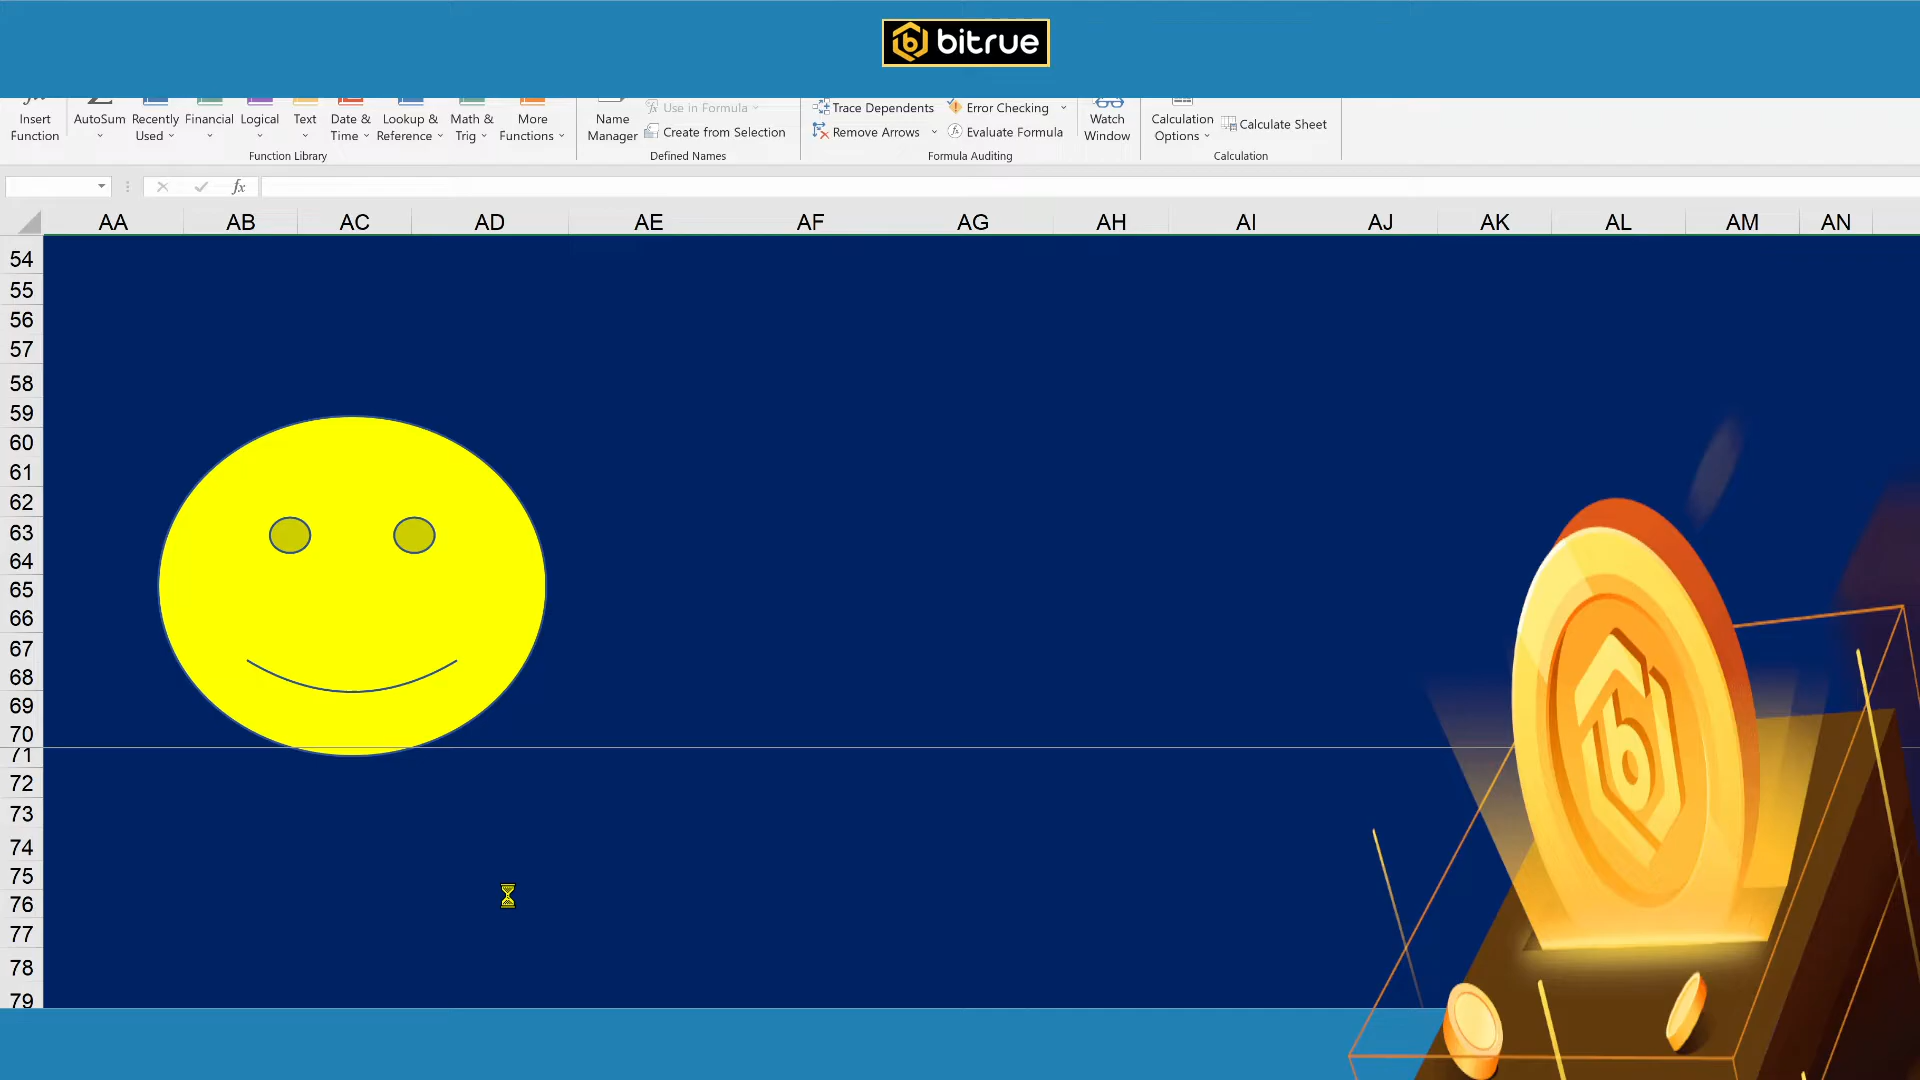 bitrue
Use in Formula
Trace Dependents
Error Checking
Insert
Function
AutoSum
Recently
Used
Financial
Logical
Text
Date &
Time
Lookup &
Reference
Math &
Trig
More
Functions
Name
Manager
Create from Selection
Remove Arrows
Evaluate Formula
Watch
Window
Calculation
Options
Calculate Sheet
Function Library
Defined Names
Formula Auditing
Calculation
fx
AA AB AC AD AE AF AG AH AI AJ AK AL AM AN
54
55
56
57
58
59
60
61
62
63
64
65
66
67
68
69
70
71
72
73
74
75
76
77
78
79
b